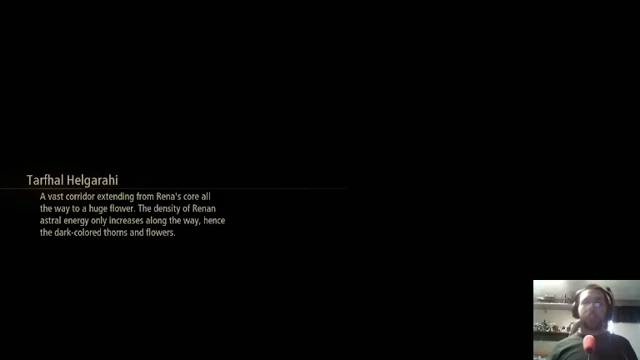 Tarfhal Helgarahi
A vast corridor extending from Rena's core all
the way to a huge flower. The density of Renan
astral energy only increases along the way, hence
the dark-colored thorns and flowers.